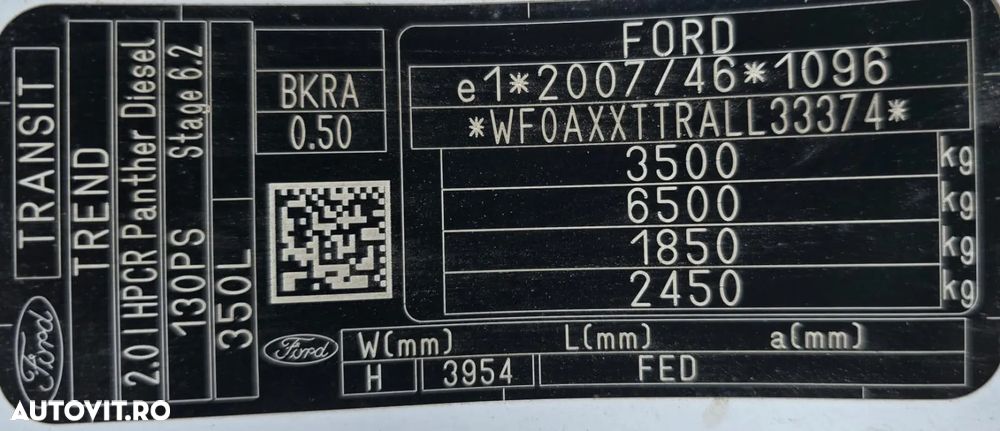 TRANSIT
TREND
2.0 l HPCR Panther Diesel
130PS Stage 6.2
350L
BKRA
0.50
Ford
FORD
e1*2007/46*1096
*WF0AXXTTRALL33374*
3500 kg
6500 kg
1850 kg
2450 kg
Ford
W(mm) L(mm) a(mm)
H 3954 FED
AUTOVIT.RO